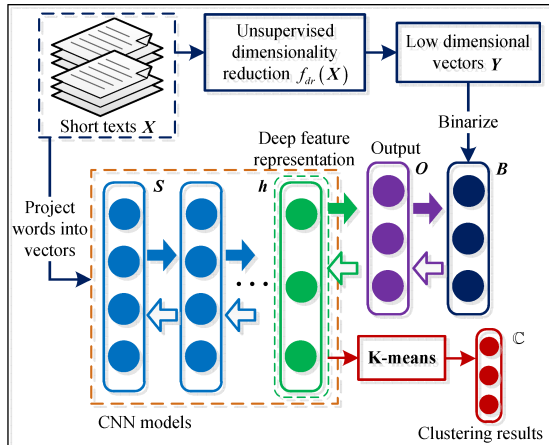 Unsupervised
dimensionality
reduction f_dr(X)
Low dimensional
vectors Y
Short texts X
Binarize
Deep feature
representation
Output
O
B
S
h
Project
words into
vectors
...
K-means
ℂ
CNN models
Clustering results